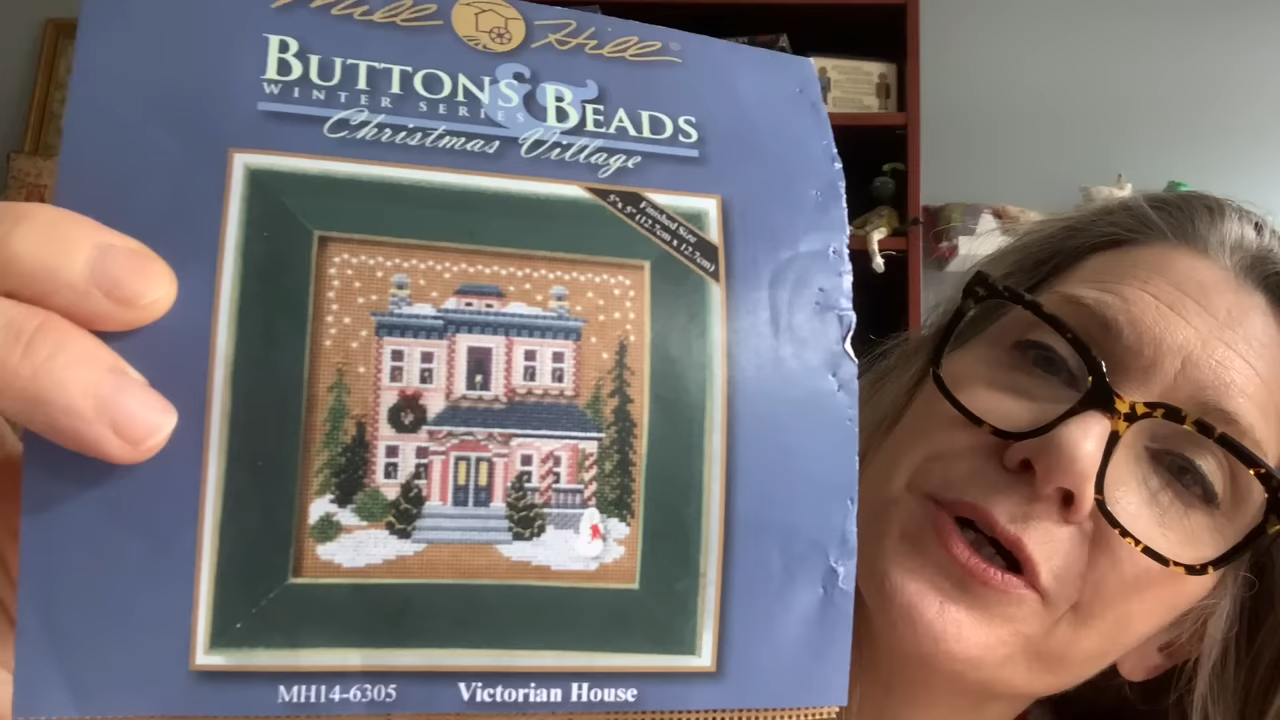 Mill Hill®
BUTTONS & BEADS
WINTER SERIES
Christmas Village
Finished Size
5"x 5" (12.7cm x 12.7cm)
MH14-6305 Victorian House